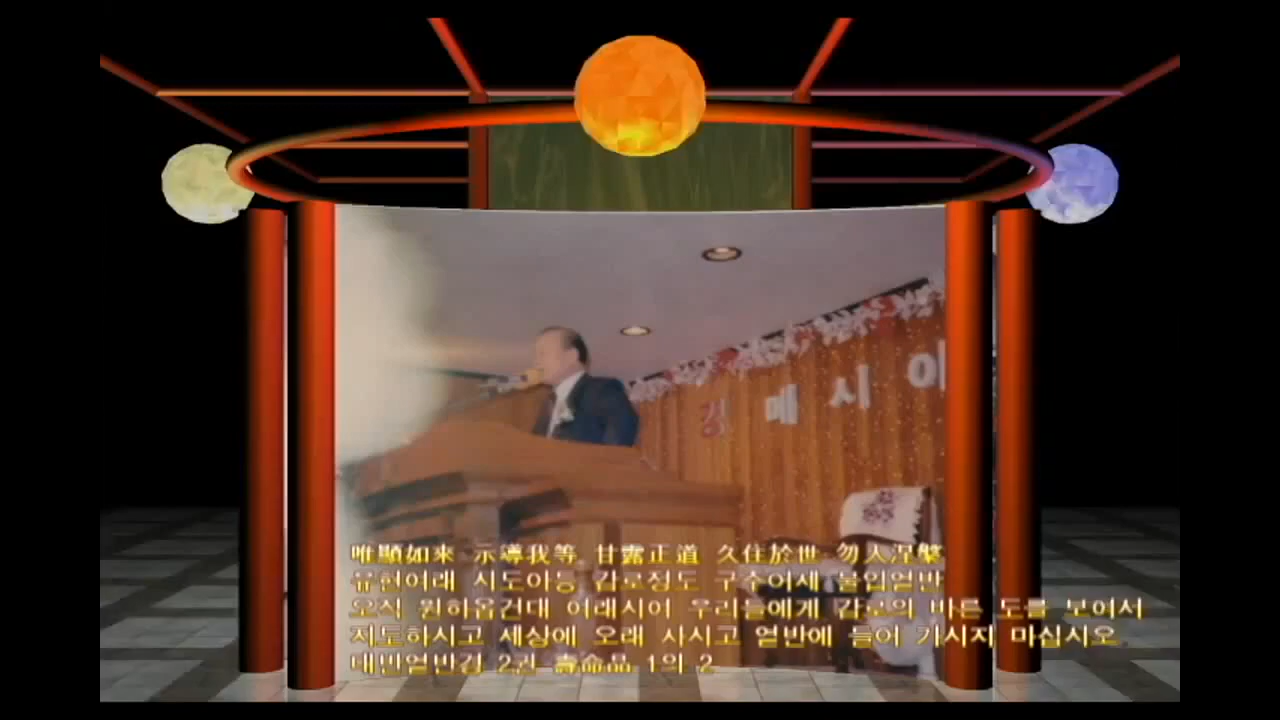 메 시
唯顯如來 示導我等 甘露正道 久住於世 勿入涅槃
유현여래 시도아등 감로정도 구주어세 물입열반
오직 원하옵건대 여래시여 우리들에게 감로의 바른 도를 보여서
지도하시고 세상에 오래 사시고 열반에 들어 가시지 마십시오.
대반열반경 2권 壽命品 1의 2